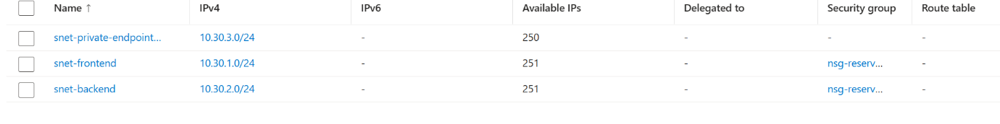 Name ↑ IPv4 IPv6 Available IPs Delegated to Security group Route table
snet-private-endpoint... 10.30.3.0/24 - 250 - - -
snet-frontend 10.30.1.0/24 - 251 - nsg-reserv... -
snet-backend 10.30.2.0/24 - 251 - nsg-reserv... -